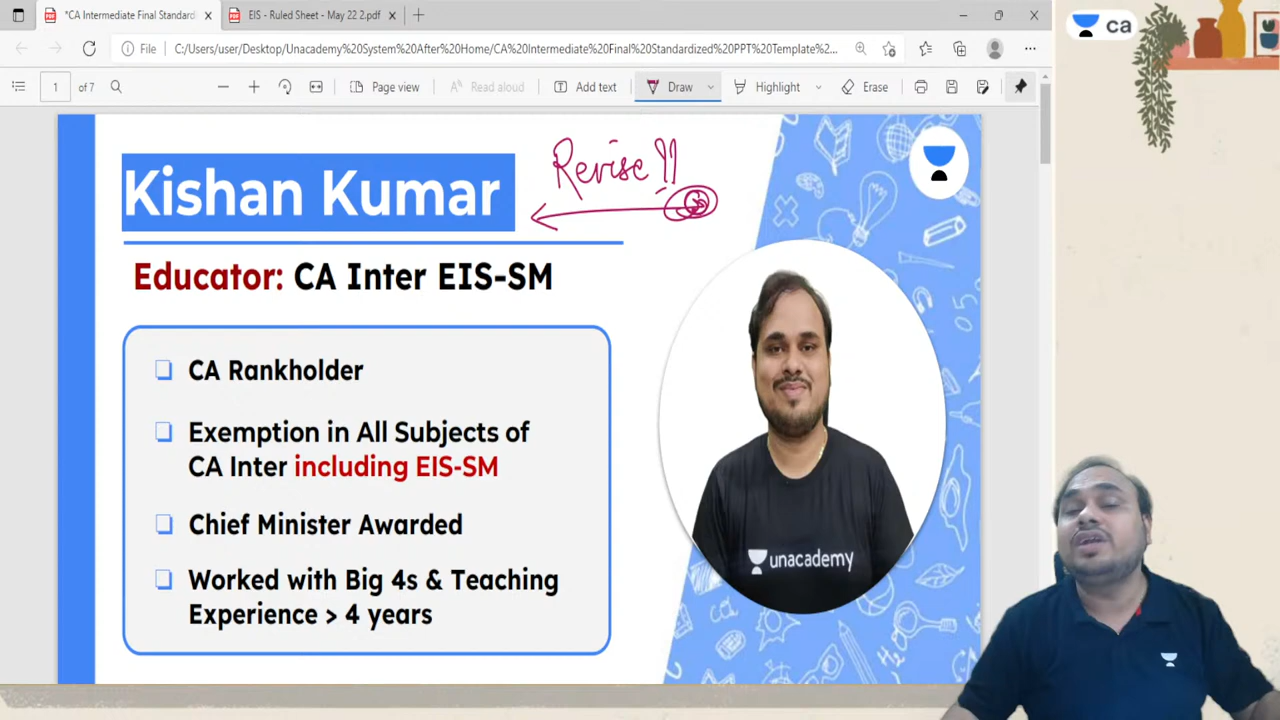 *CA Intermediate Final Standard
EIS - Ruled Sheet - May 22 2.pdf
File
C:/Users/user/Desktop/Unacademy%20System%20After%20Home/CA%20Intermediate%20Final%20Standardized%20PPT%20Template%2...
1 of 7
Page view
Read aloud
Add text
Draw
Highlight
Erase
ca
Kishan Kumar
Revise !!
Educator: CA Inter EIS-SM
CA Rankholder
Exemption in All Subjects of
CA Inter including EIS-SM
Chief Minister Awarded
Worked with Big 4s & Teaching
Experience > 4 years
unacademy